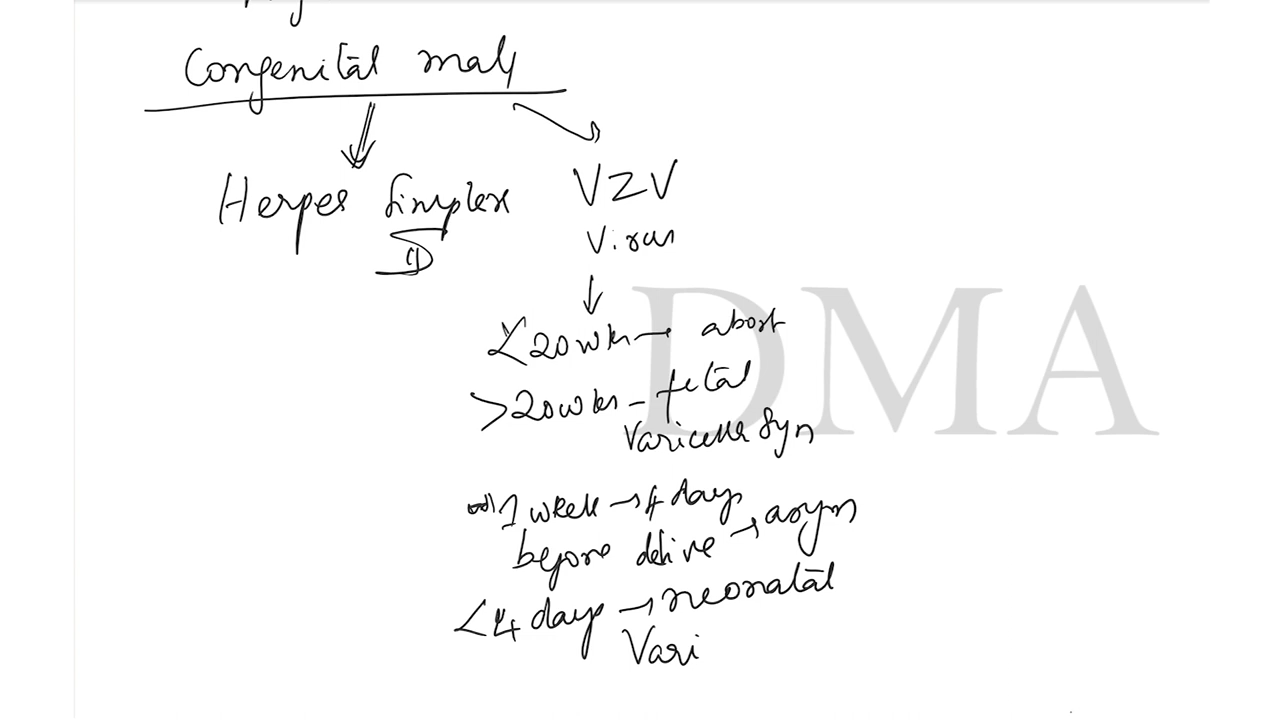 Congenital malf
Herpes Simplex
VZV
Virus
<20wks → abort
>20wks - fetal
Varicella Syn
1 week → 4 days
before delive → asym
<4 days → neonatal
Vari
DMA